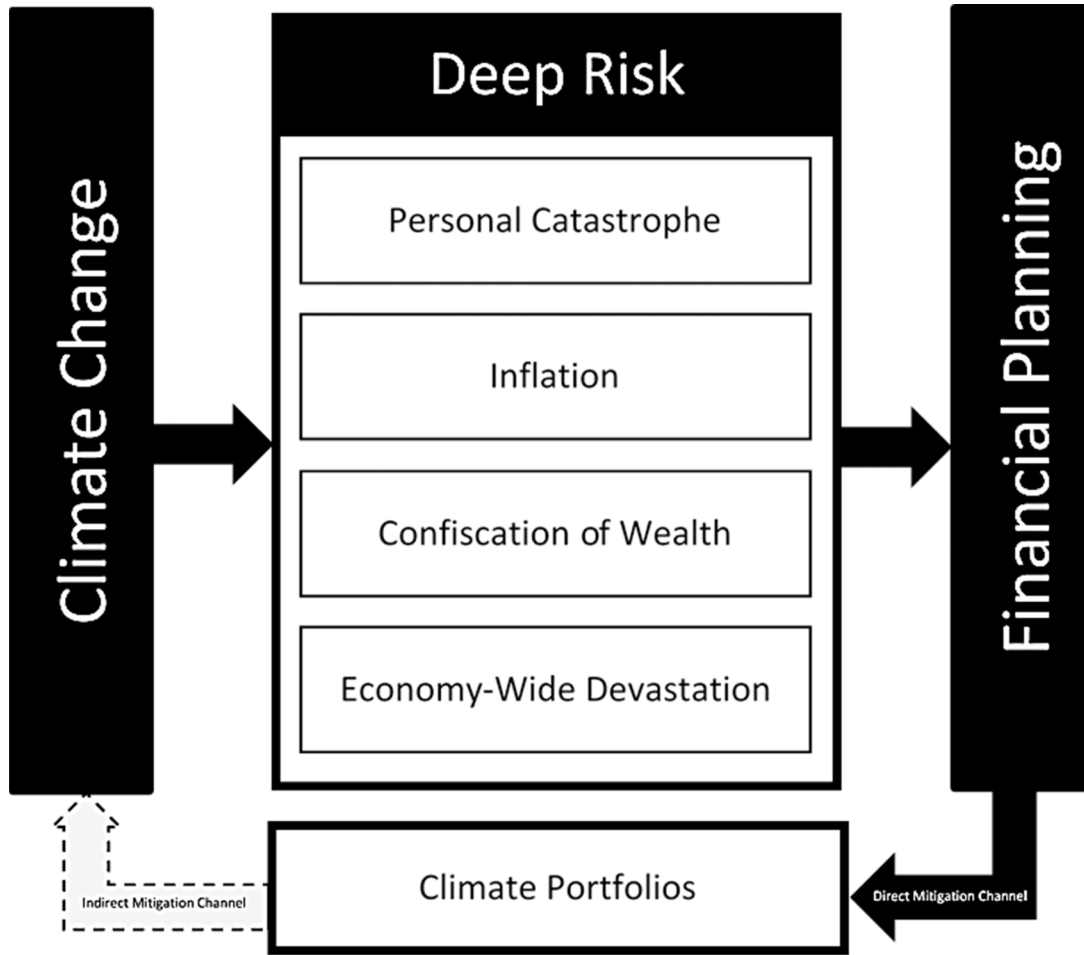 Climate Change
Deep Risk
Personal Catastrophe
Inflation
Confiscation of Wealth
Economy-Wide Devastation
Financial Planning
Climate Portfolios
Indirect Mitigation Channel
Direct Mitigation Channel